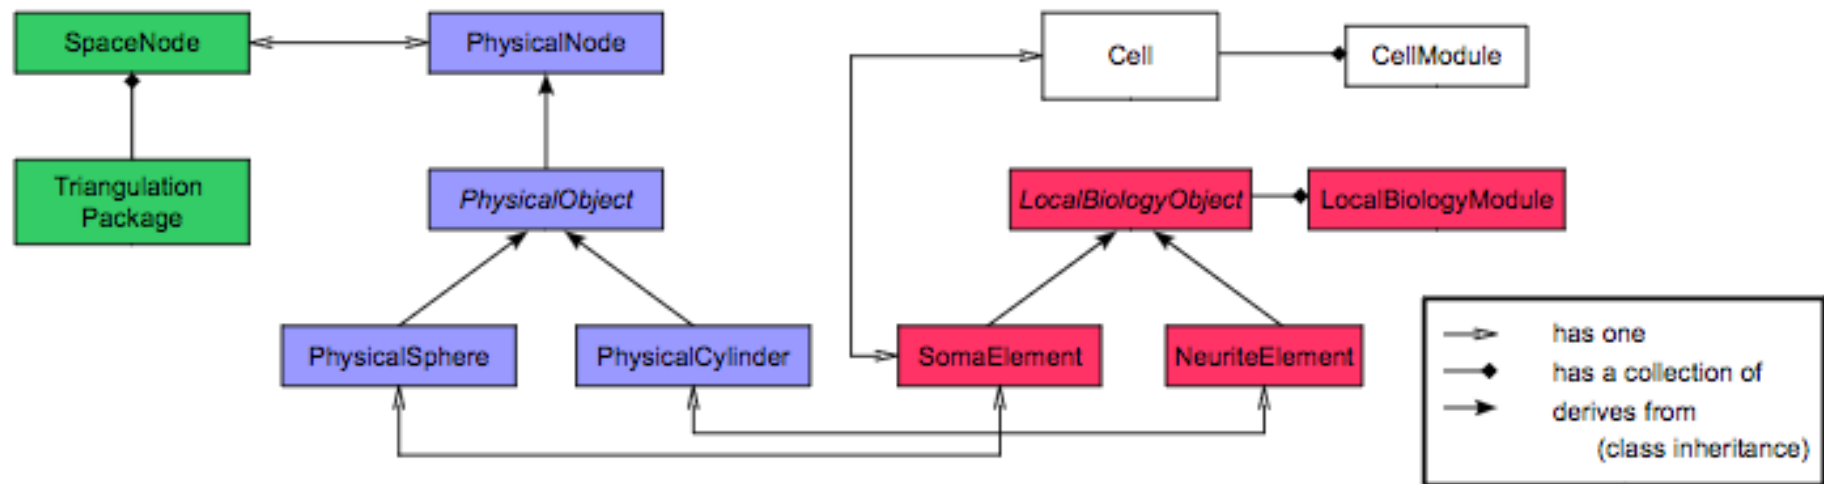 SpaceNode
PhysicalNode
Cell
CellModule
Triangulation
Package
PhysicalObject
LocalBiologyObject
LocalBiologyModule
PhysicalSphere
PhysicalCylinder
SomaElement
NeuriteElement
has one
has a collection of
derives from
(class inheritance)